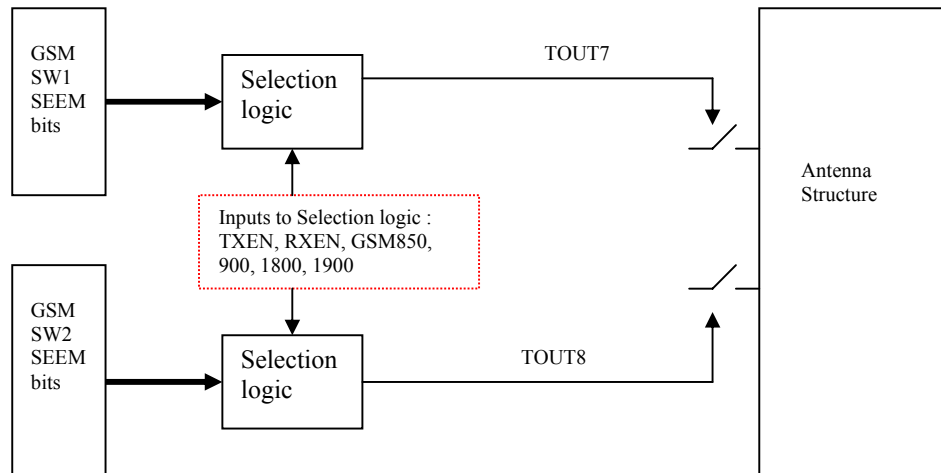 GSM
SW1
SEEM
bits
Selection
logic
TOUT7
Inputs to Selection logic :
TXEN, RXEN, GSM850,
900, 1800, 1900
Antenna
Structure
GSM
SW2
SEEM
bits
Selection
logic
TOUT8